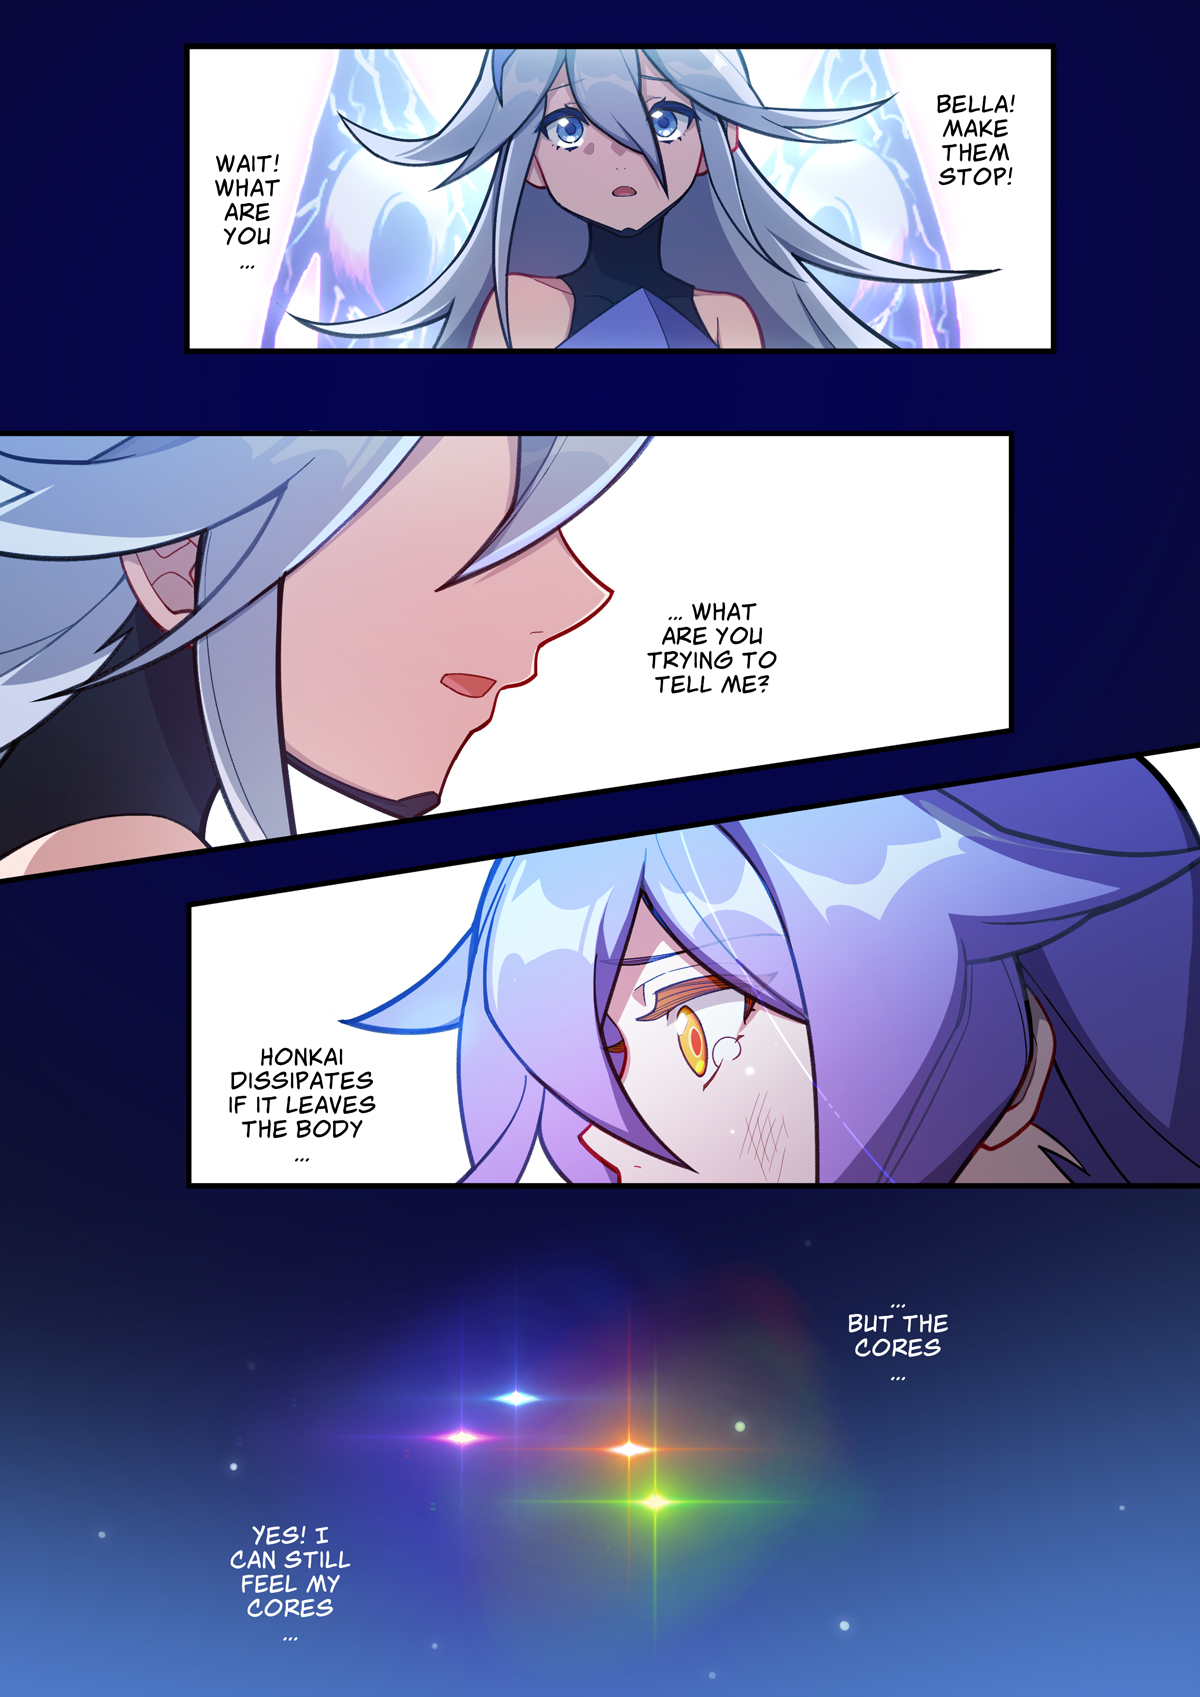 WAIT!
WHAT
ARE
YOU
...
BELLA!
MAKE
THEM
STOP!
... WHAT
ARE YOU
TRYING TO
TELL ME?
HONKAI
DISSIPATES
IF IT LEAVES
THE BODY
...
...
BUT THE
CORES
...
YES! I
CAN STILL
FEEL MY
CORES
...